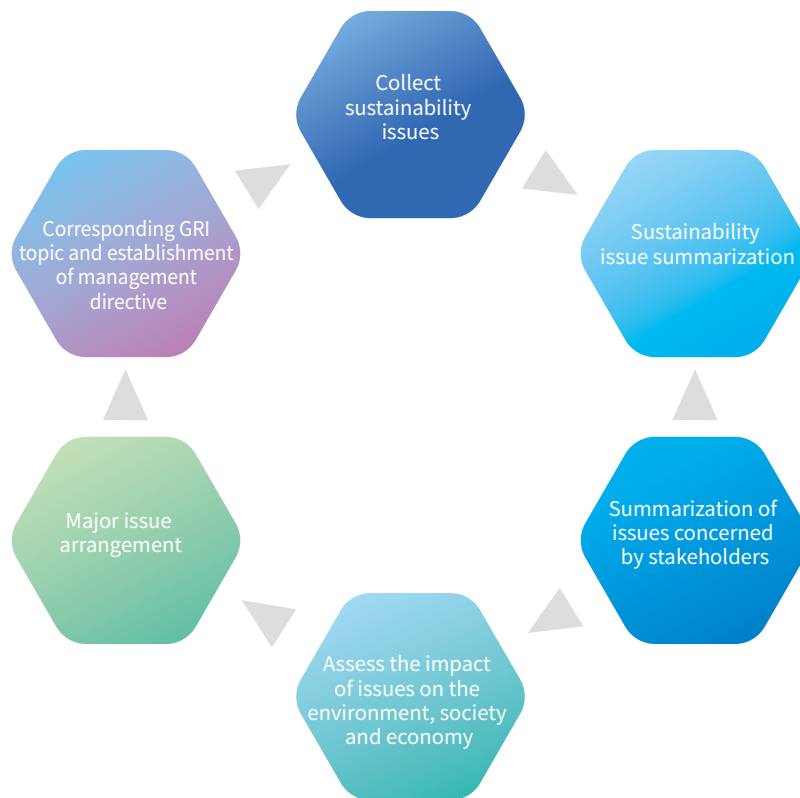 Collect
sustainability
issues
Sustainability
issue summarization
Summarization of
issues concerned
by stakeholders
Assess the impact
of issues on the
environment, society
and economy
Major issue
arrangement
Corresponding GRI
topic and establishment
of management
directive